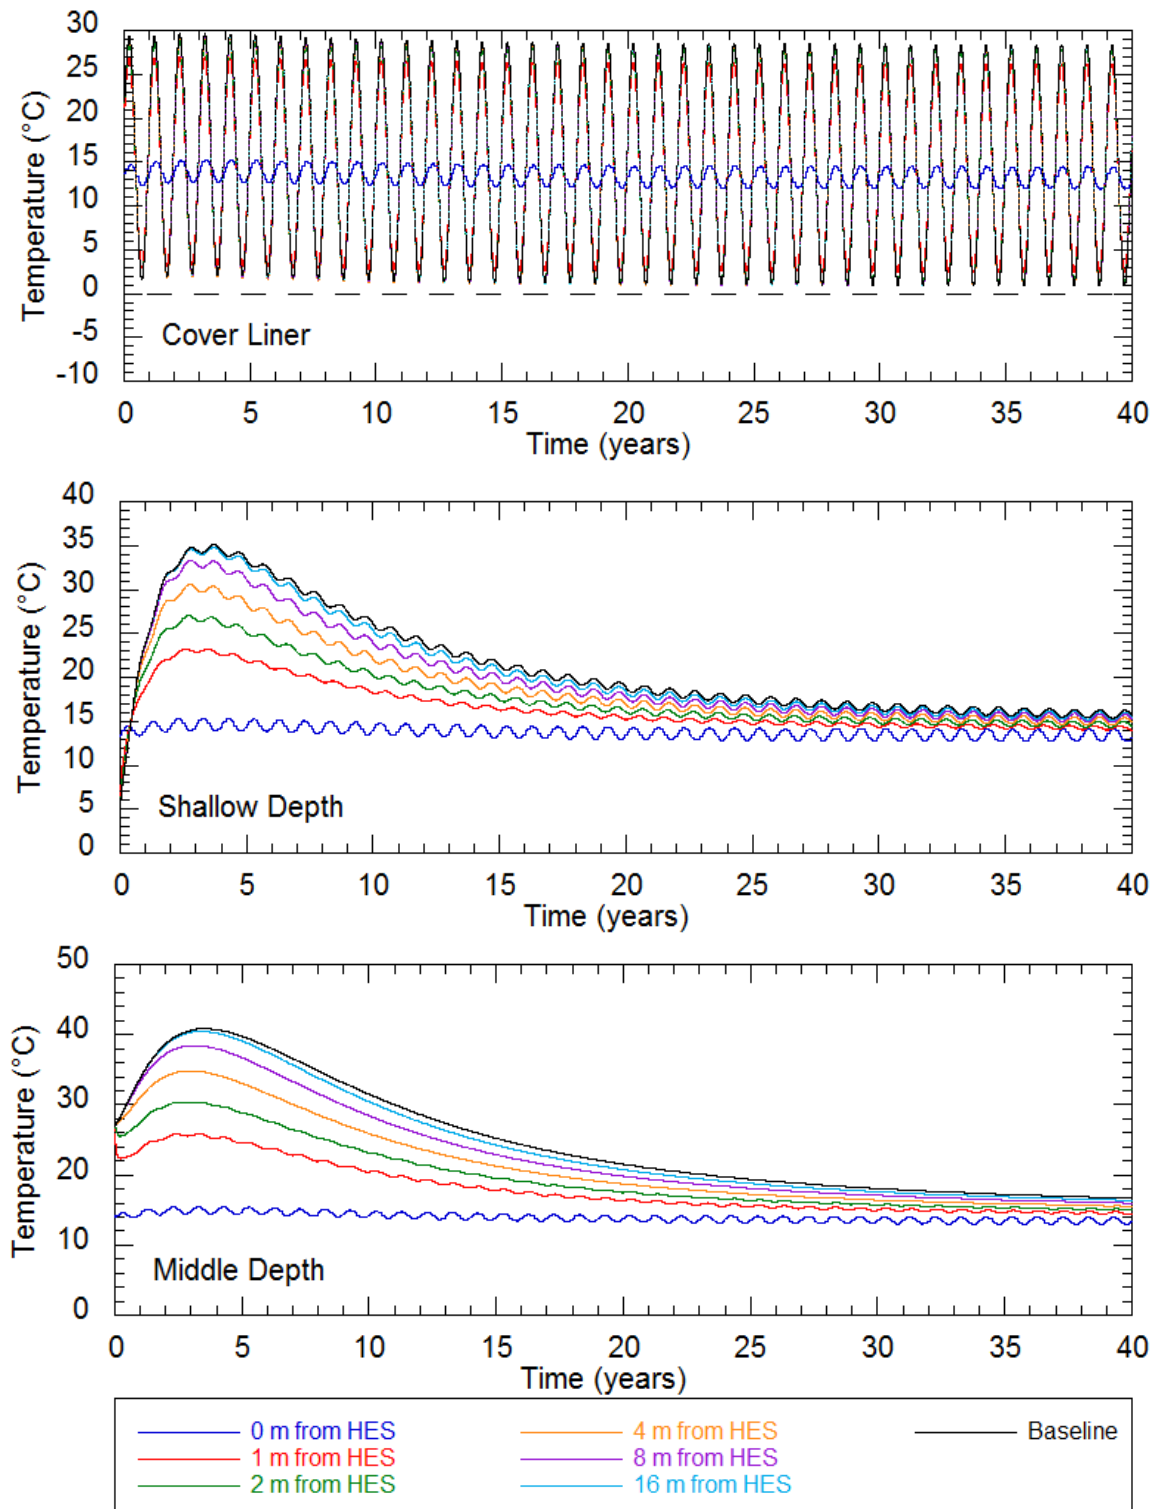 30
25
20
15
10
5
0
-5
-10
Temperature (°C)
Cover Liner
0 5 10 15 20 25 30 35 40
Time (years)
40
35
30
25
20
15
10
5
0
Temperature (°C)
Shallow Depth
0 5 10 15 20 25 30 35 40
Time (years)
50
40
30
20
10
0
Temperature (°C)
Middle Depth
0 5 10 15 20 25 30 35 40
Time (years)
0 m from HES 4 m from HES Baseline
1 m from HES 8 m from HES
2 m from HES 16 m from HES